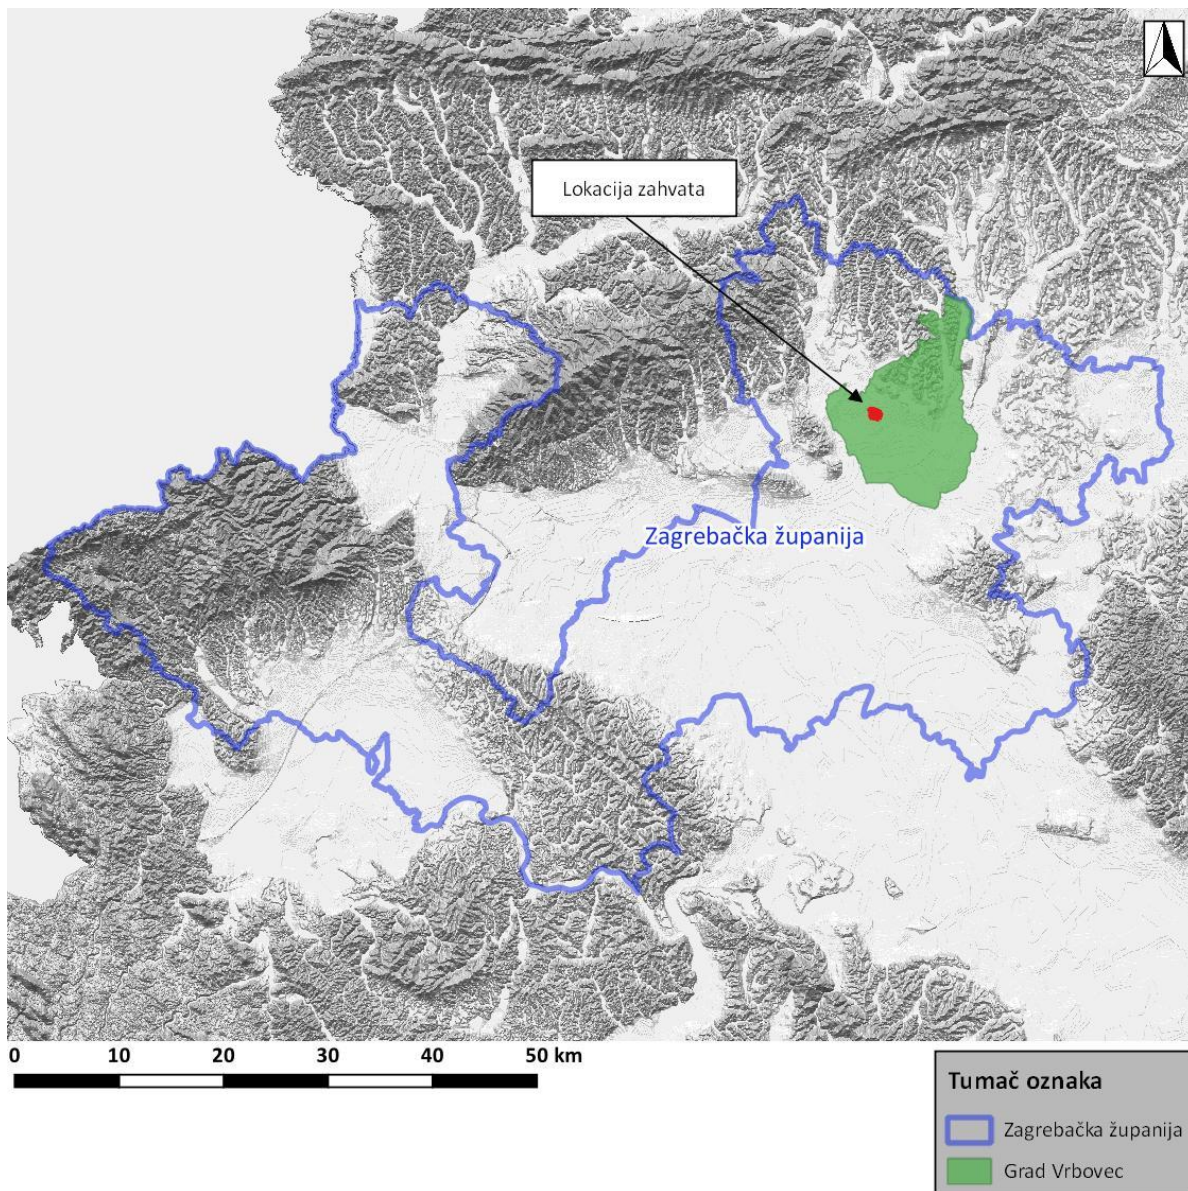 Lokacija zahvata
Zagrebačka županija
0 10 20 30 40 50 km
Tumač oznaka
Zagrebačka županija
Grad Vrbovec